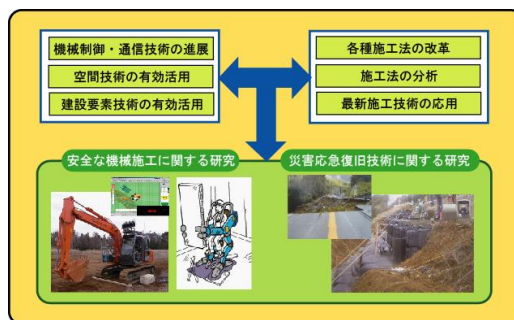 機械制御・通信技術の進展
空間技術の有効活用
建設要素技術の有効活用
各種施工法の改革
施工法の分析
最新施工技術の応用
安全な機械施工に関する研究
災害応急復旧技術に関する研究